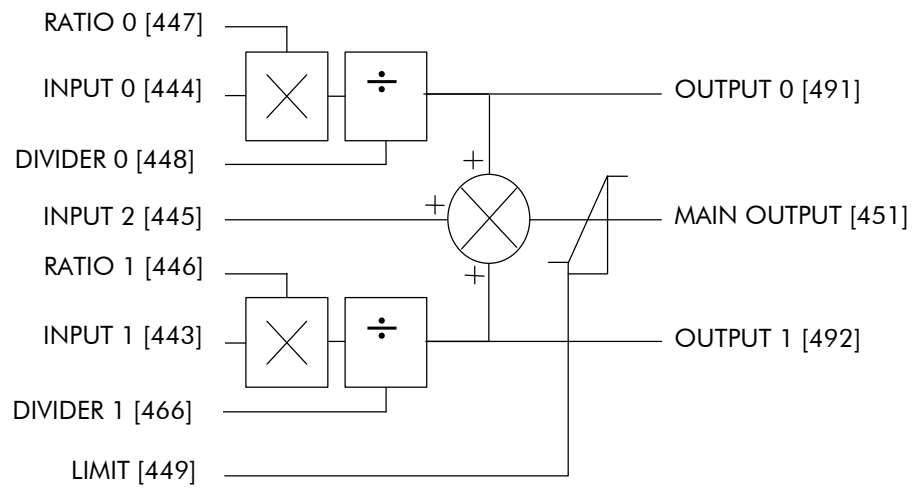 RATIO 0 [447]
INPUT 0 [444]
OUTPUT 0 [491]
DIVIDER 0 [448]
+
+
INPUT 2 [445]
MAIN OUTPUT [451]
RATIO 1 [446]
+
INPUT 1 [443]
OUTPUT 1 [492]
DIVIDER 1 [466]
LIMIT [449]